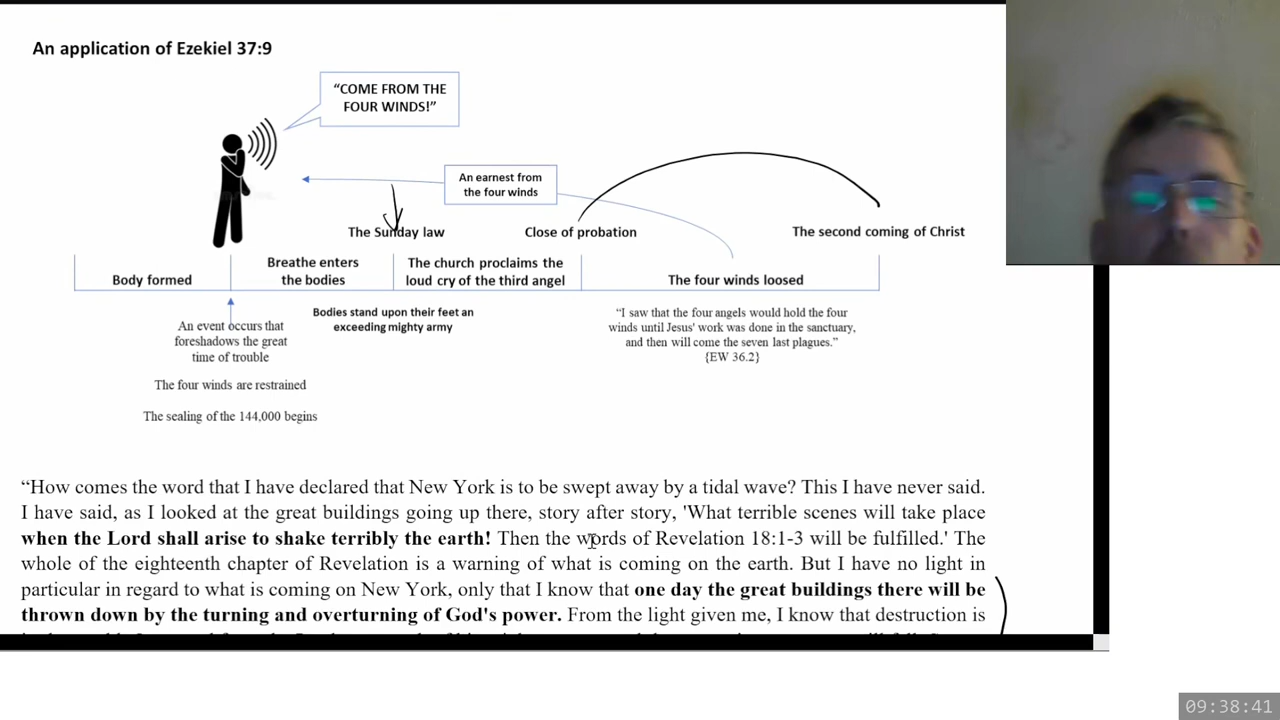 An application of Ezekiel 37:9
“COME FROM THE
FOUR WINDS!”
An earnest from
the four winds
The Sunday law
Close of probation
The second coming of Christ
Body formed
Breathe enters
the bodies
The church proclaims the
loud cry of the third angel
The four winds loosed
Bodies stand upon their feet an
exceeding mighty army
“I saw that the four angels would hold the four
winds until Jesus' work was done in the sanctuary,
and then will come the seven last plagues.”
{EW 36.2}
An event occurs that
foreshadows the great
time of trouble
The four winds are restrained
The sealing of the 144,000 begins
“How comes the word that I have declared that New York is to be swept away by a tidal wave? This I have never said.
I have said, as I looked at the great buildings going up there, story after story, 'What terrible scenes will take place
when the Lord shall arise to shake terribly the earth! Then the words of Revelation 18:1-3 will be fulfilled.' The
whole of the eighteenth chapter of Revelation is a warning of what is coming on the earth. But I have no light in
particular in regard to what is coming on New York, only that I know that one day the great buildings there will be
thrown down by the turning and overturning of God's power. From the light given me, I know that destruction is
09:38:41